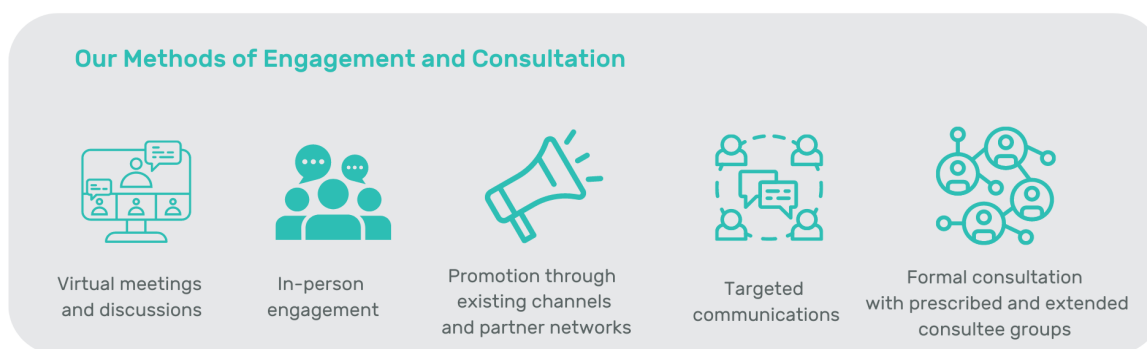 Our Methods of Engagement and Consultation
Virtual meetings
and discussions
In-person
engagement
Promotion through
existing channels
and partner networks
Targeted
communications
Formal consultation
with prescribed and extended
consultee groups